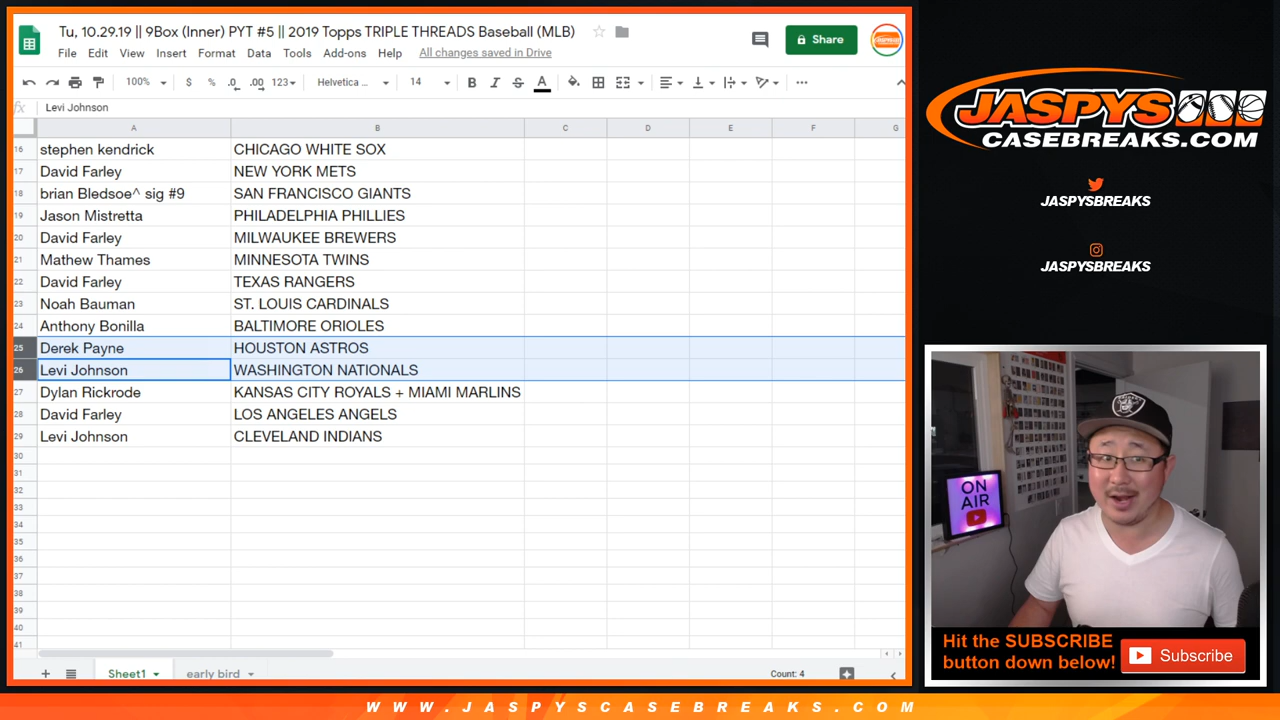 Tu, 10.29.19 || 9Box (Inner) PYT #5 || 2019 Topps TRIPLE THREADS Baseball (MLB)
File Edit View Insert Format Data Tools Add-ons Help All changes saved in Drive
Share
100% $ % .0 .00 123 Helvetica ... 14 B I S A
fx Levi Johnson
A B C D E F G
16 stephen kendrick CHICAGO WHITE SOX
17 David Farley NEW YORK METS
18 brian Bledsoe^ sig #9 SAN FRANCISCO GIANTS
19 Jason Mistretta PHILADELPHIA PHILLIES
20 David Farley MILWAUKEE BREWERS
21 Mathew Thames MINNESOTA TWINS
22 David Farley TEXAS RANGERS
23 Noah Bauman ST. LOUIS CARDINALS
24 Anthony Bonilla BALTIMORE ORIOLES
25 Derek Payne HOUSTON ASTROS
26 Levi Johnson WASHINGTON NATIONALS
27 Dylan Rickrode KANSAS CITY ROYALS + MIAMI MARLINS
28 David Farley LOS ANGELES ANGELS
29 Levi Johnson CLEVELAND INDIANS
30
31
32
33
34
35
36
37
38
39
40
41
Sheet1 early bird Count: 4
JASPYS
CASEBREAKS.COM
JASPYSBREAKS
JASPYSBREAKS
ON
AIR
RAIDERS
Hit the SUBSCRIBE
button down below!
Subscribe
WWW.JASPYSCASEBREAKS.COM